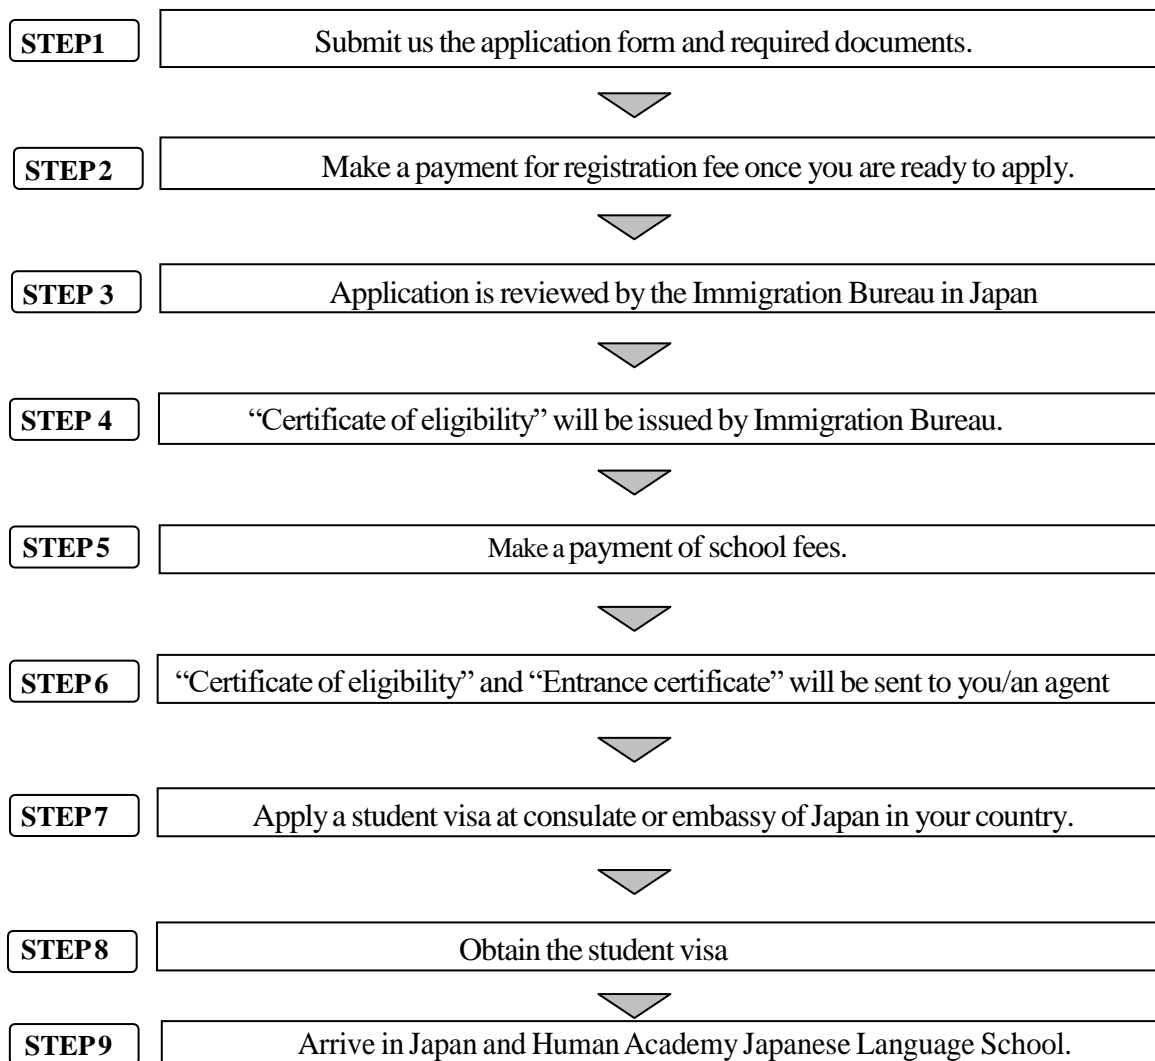 STEP1
Submit us the application form and required documents.
STEP2
Make a payment for registration fee once you are ready to apply.
STEP 3
Application is reviewed by the Immigration Bureau in Japan
STEP 4
“Certificate of eligibility” will be issued by Immigration Bureau.
STEP5
Make a payment of school fees.
STEP6
“Certificate of eligibility” and “Entrance certificate” will be sent to you/an agent
STEP7
Apply a student visa at consulate or embassy of Japan in your country.
STEP8
Obtain the student visa
STEP9
Arrive in Japan and Human Academy Japanese Language School.